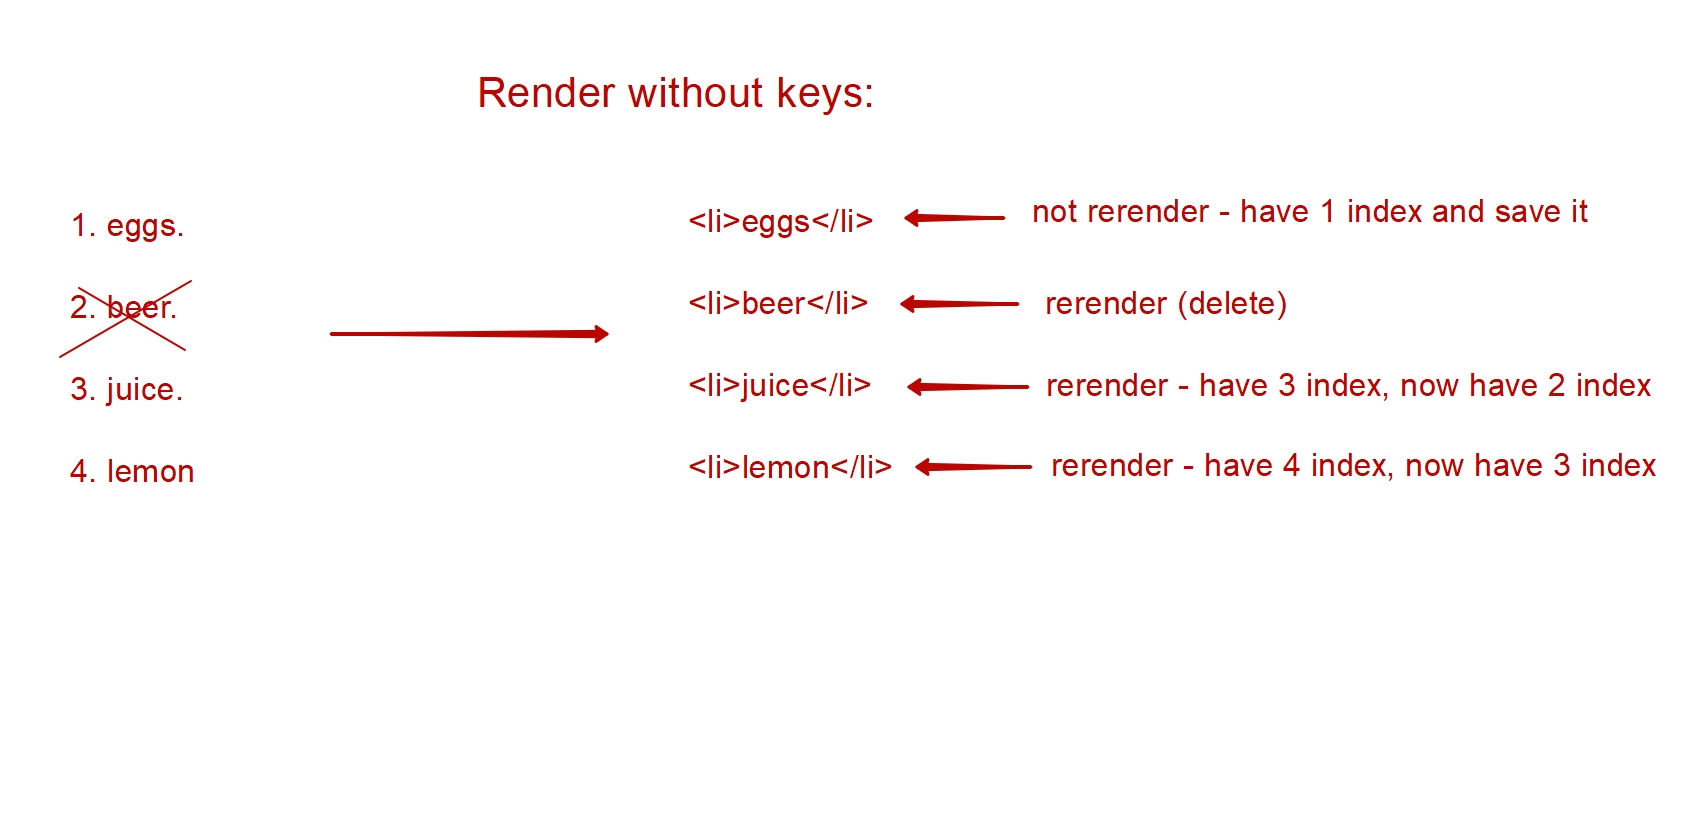 Render without keys:
1. eggs.
2. beer.
3. juice.
4. lemon
<li>eggs</li>
not rerender - have 1 index and save it
<li>beer</li>
rerender (delete)
<li>juice</li>
rerender - have 3 index, now have 2 index
<li>lemon</li>
rerender - have 4 index, now have 3 index